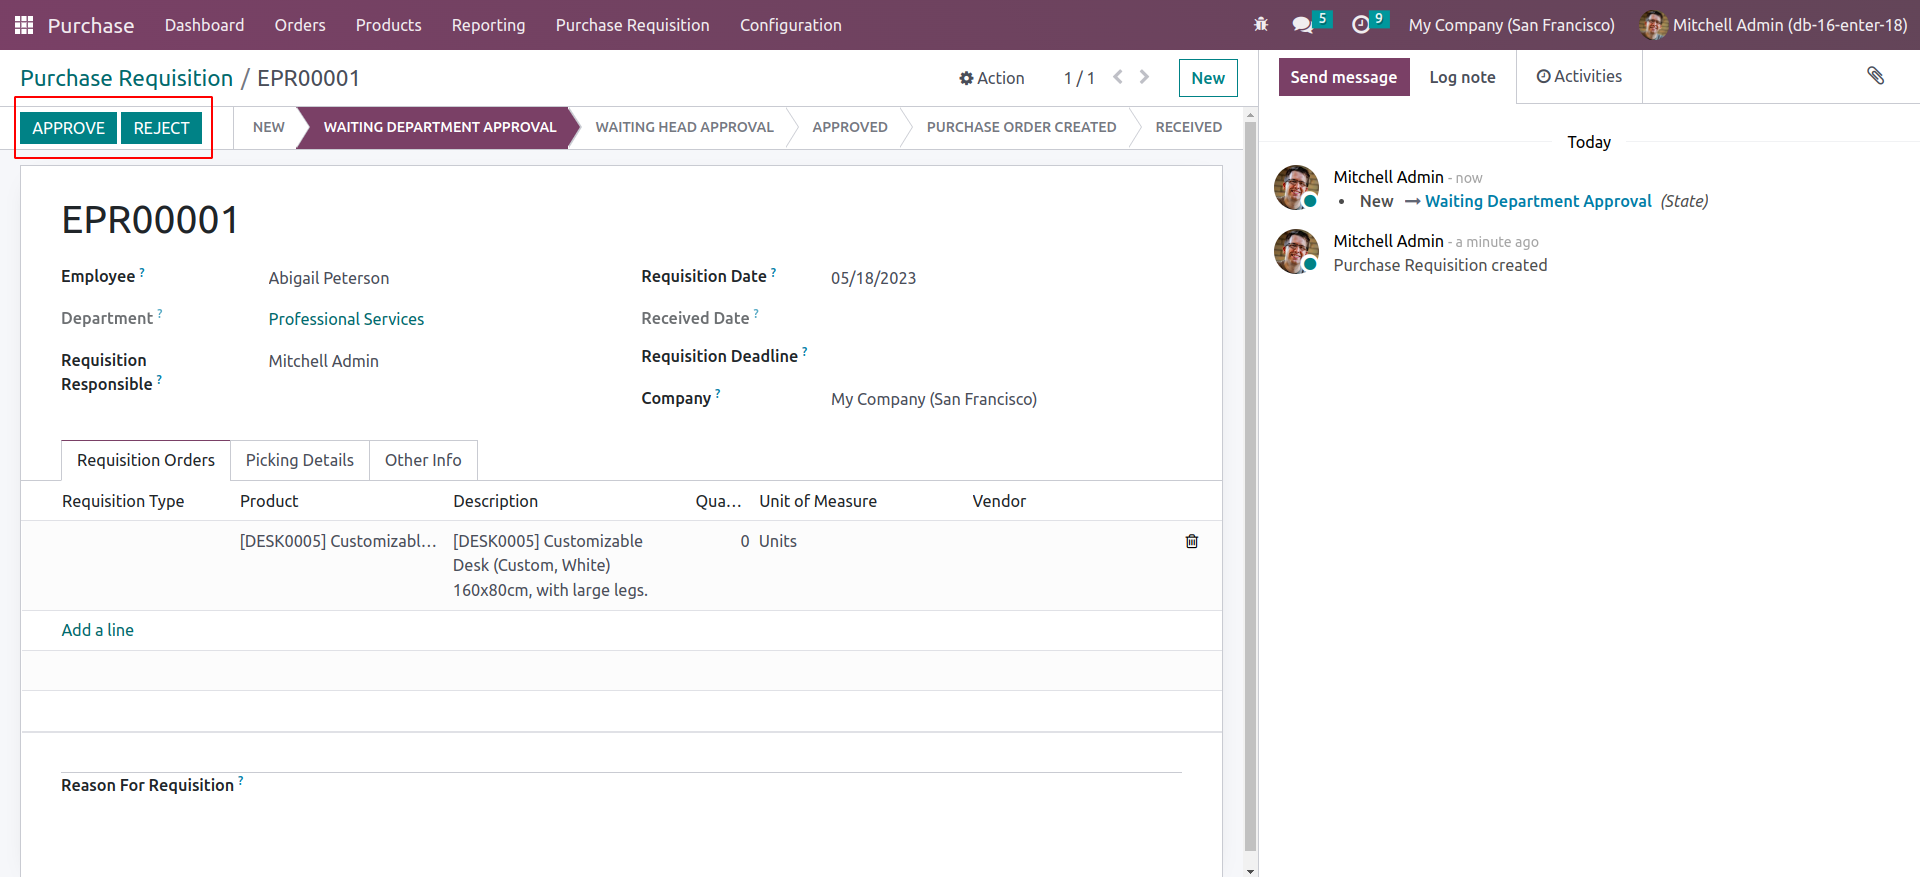 Purchase Dashboard Orders Products Reporting Purchase Requisition Configuration 5 9 My Company (San Francisco) Mitchell Admin (db-16-enter-18)
Purchase Requisition / EPR00001 Action 1 / 1 New
APPROVE REJECT NEW WAITING DEPARTMENT APPROVAL WAITING HEAD APPROVAL APPROVED PURCHASE ORDER CREATED RECEIVED
EPR00001
Employee ? Abigail Peterson
Department ? Professional Services
Requisition
Responsible ? Mitchell Admin
Requisition Date ? 05/18/2023
Received Date ?
Requisition Deadline ?
Company ? My Company (San Francisco)
Requisition Orders Picking Details Other Info
Requisition Type Product Description Qua... Unit of Measure Vendor
[DESK0005] Customizabl... [DESK0005] Customizable 0 Units
Desk (Custom, White)
160x80cm, with large legs.
Add a line
Reason For Requisition ?
Send message Log note Activities
Today
Mitchell Admin - now
• New → Waiting Department Approval (State)
Mitchell Admin - a minute ago
Purchase Requisition created